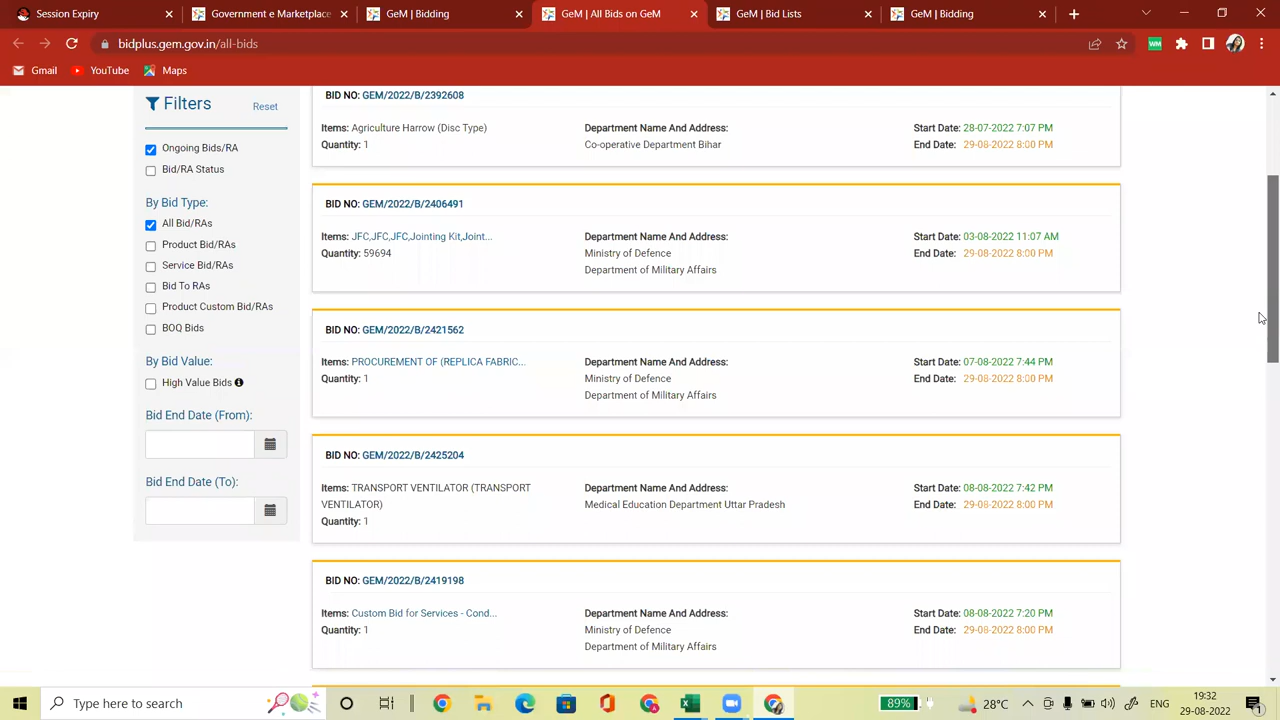 Session Expiry
Government e Marketplace
GeM | Bidding
GeM | All Bids on GeM
GeM | Bid Lists
GeM | Bidding
bidplus.gem.gov.in/all-bids
Gmail YouTube Maps
Filters Reset
Ongoing Bids/RA
Bid/RA Status
By Bid Type:
All Bid/RAs
Product Bid/RAs
Service Bid/RAs
Bid To RAs
Product Custom Bid/RAs
BOQ Bids
By Bid Value:
High Value Bids
Bid End Date (From):
Bid End Date (To):
BID NO: GEM/2022/B/2392608
Items: Agriculture Harrow (Disc Type)
Quantity: 1
Department Name And Address:
Co-operative Department Bihar
Start Date: 28-07-2022 7:07 PM
End Date: 29-08-2022 8:00 PM
BID NO: GEM/2022/B/2406491
Items: JFC,JFC,JFC,Jointing Kit,Joint...
Quantity: 59694
Department Name And Address:
Ministry of Defence
Department of Military Affairs
Start Date: 03-08-2022 11:07 AM
End Date: 29-08-2022 8:00 PM
BID NO: GEM/2022/B/2421562
Items: PROCUREMENT OF (REPLICA FABRIC...
Quantity: 1
Department Name And Address:
Ministry of Defence
Department of Military Affairs
Start Date: 07-08-2022 7:44 PM
End Date: 29-08-2022 8:00 PM
BID NO: GEM/2022/B/2425204
Items: TRANSPORT VENTILATOR (TRANSPORT
VENTILATOR)
Quantity: 1
Department Name And Address:
Medical Education Department Uttar Pradesh
Start Date: 08-08-2022 7:42 PM
End Date: 29-08-2022 8:00 PM
BID NO: GEM/2022/B/2419198
Items: Custom Bid for Services - Cond...
Quantity: 1
Department Name And Address:
Ministry of Defence
Department of Military Affairs
Start Date: 08-08-2022 7:20 PM
End Date: 29-08-2022 8:00 PM
Type here to search
89%
28°C
ENG
19:32
29-08-2022